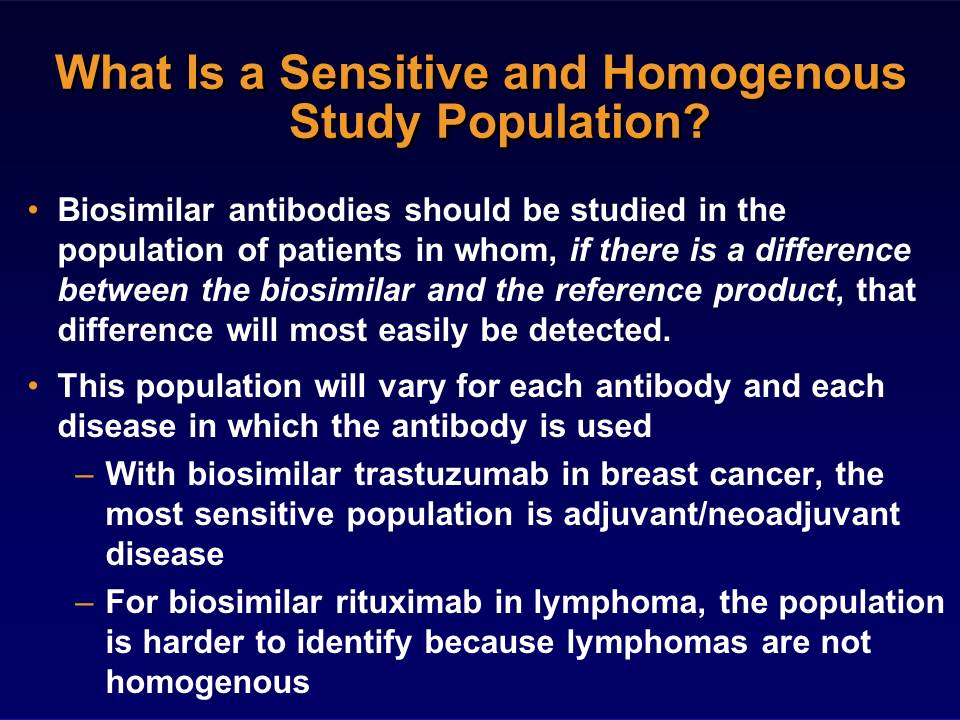 What Is a Sensitive and Homogenous
Study Population?
• Biosimilar antibodies should be studied in the
population of patients in whom, if there is a difference
between the biosimilar and the reference product, that
difference will most easily be detected.
• This population will vary for each antibody and each
disease in which the antibody is used
– With biosimilar trastuzumab in breast cancer, the
most sensitive population is adjuvant/neoadjuvant
disease
– For biosimilar rituximab in lymphoma, the population
is harder to identify because lymphomas are not
homogenous